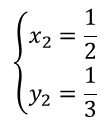 x₂ = 1/2
y₂ = 1/3